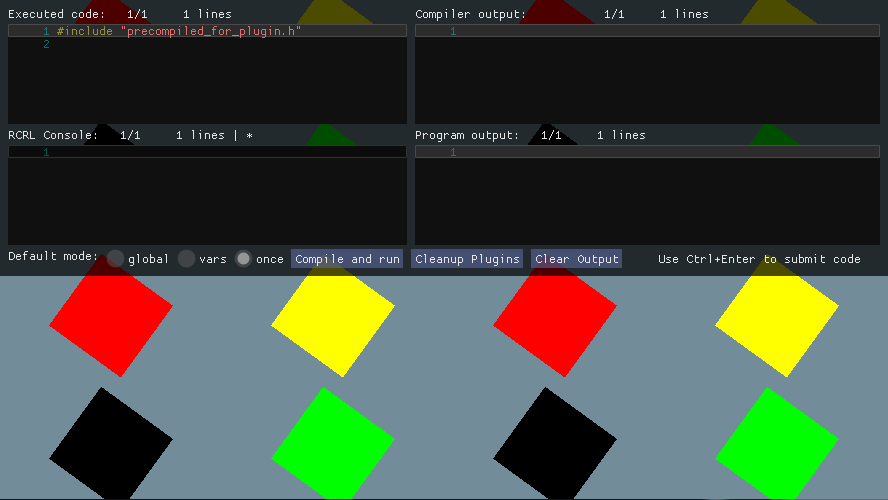 Executed code:   1/1     1 lines
1 #include "precompiled_for_plugin.h"
2
Compiler output:          1/1     1 lines
1
RCRL Console:   1/1     1 lines | *
1
Program output:   1/1     1 lines
1
Default mode: global vars once Compile and run Cleanup Plugins Clear Output Use Ctrl+Enter to submit code